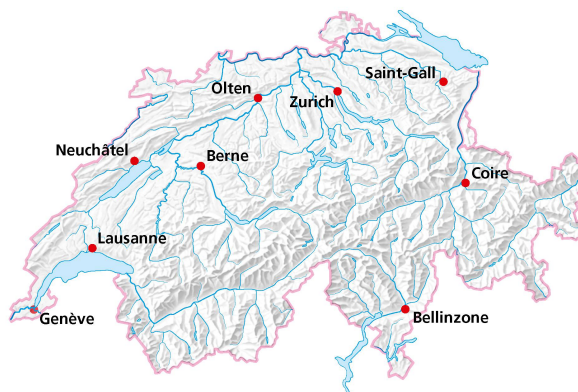 Saint-Gall
Olten
Zurich
Neuchâtel
Berne
Coire
Lausanne
Genève
Bellinzone